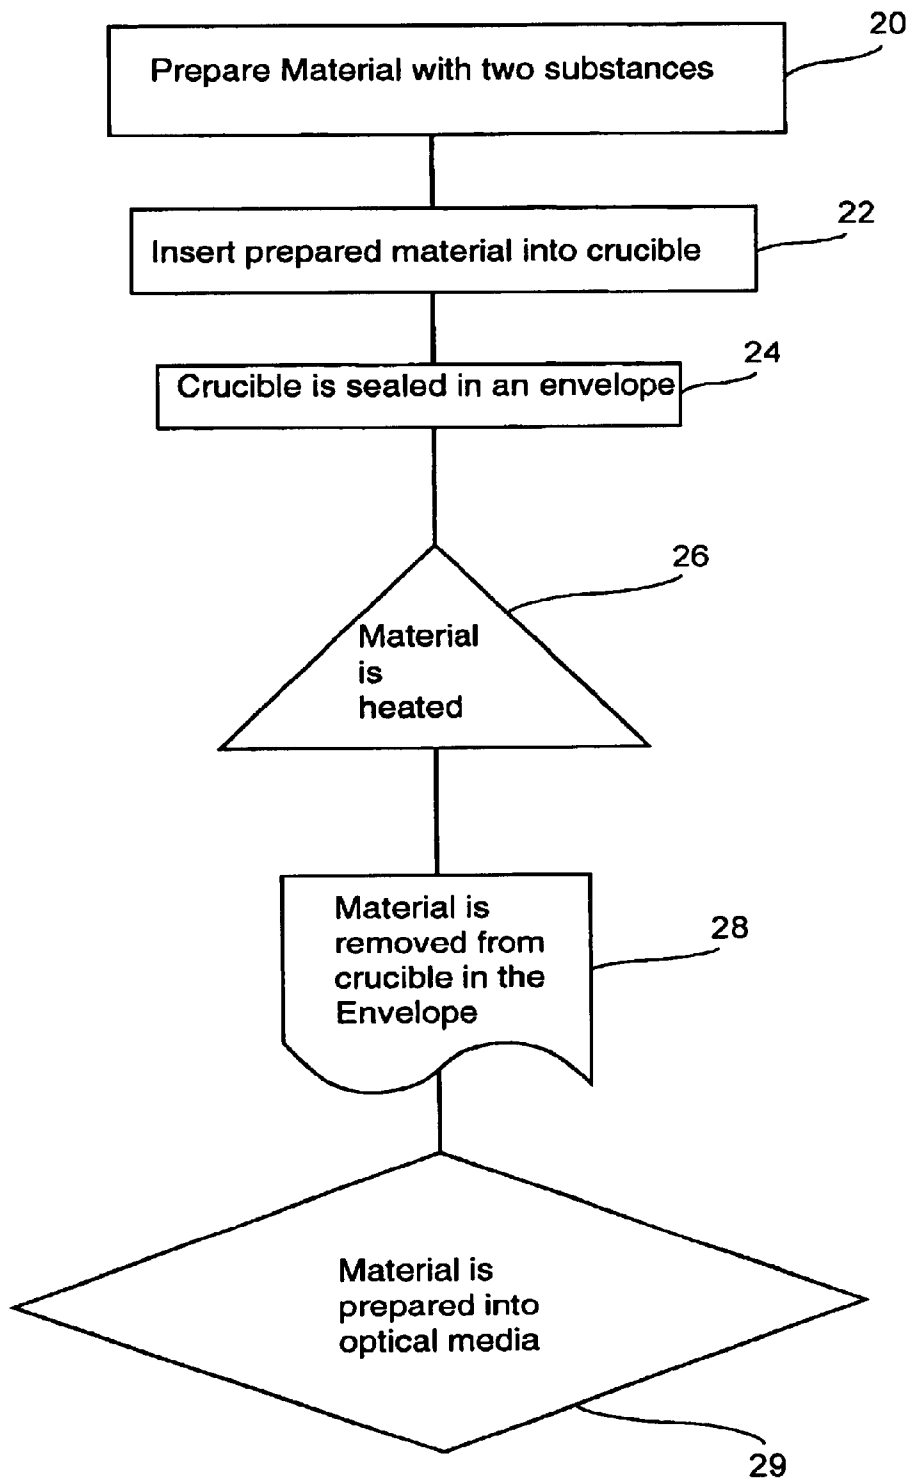 20
Prepare Material with two substances
22
Insert prepared material into crucible
24
Crucible is sealed in an envelope
26
Material
is
heated
28
Material is
removed from
crucible in the
Envelope
Material is
prepared into
optical media
29